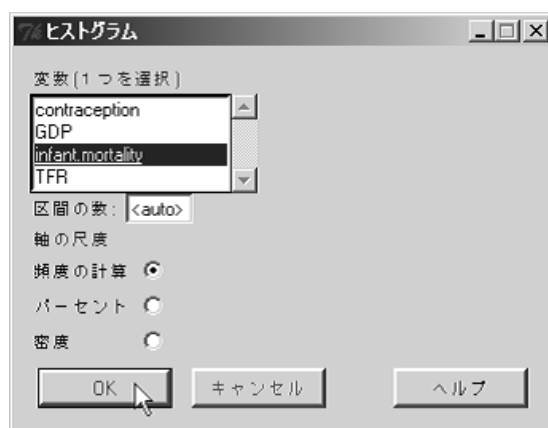 ヒストグラム
変数(1つを選択)
contraception
GDP
infant.mortality
TFR
区間の数: <auto>
軸の尺度
頻度の計算
パーセント
密度
OK キャンセル ヘルプ